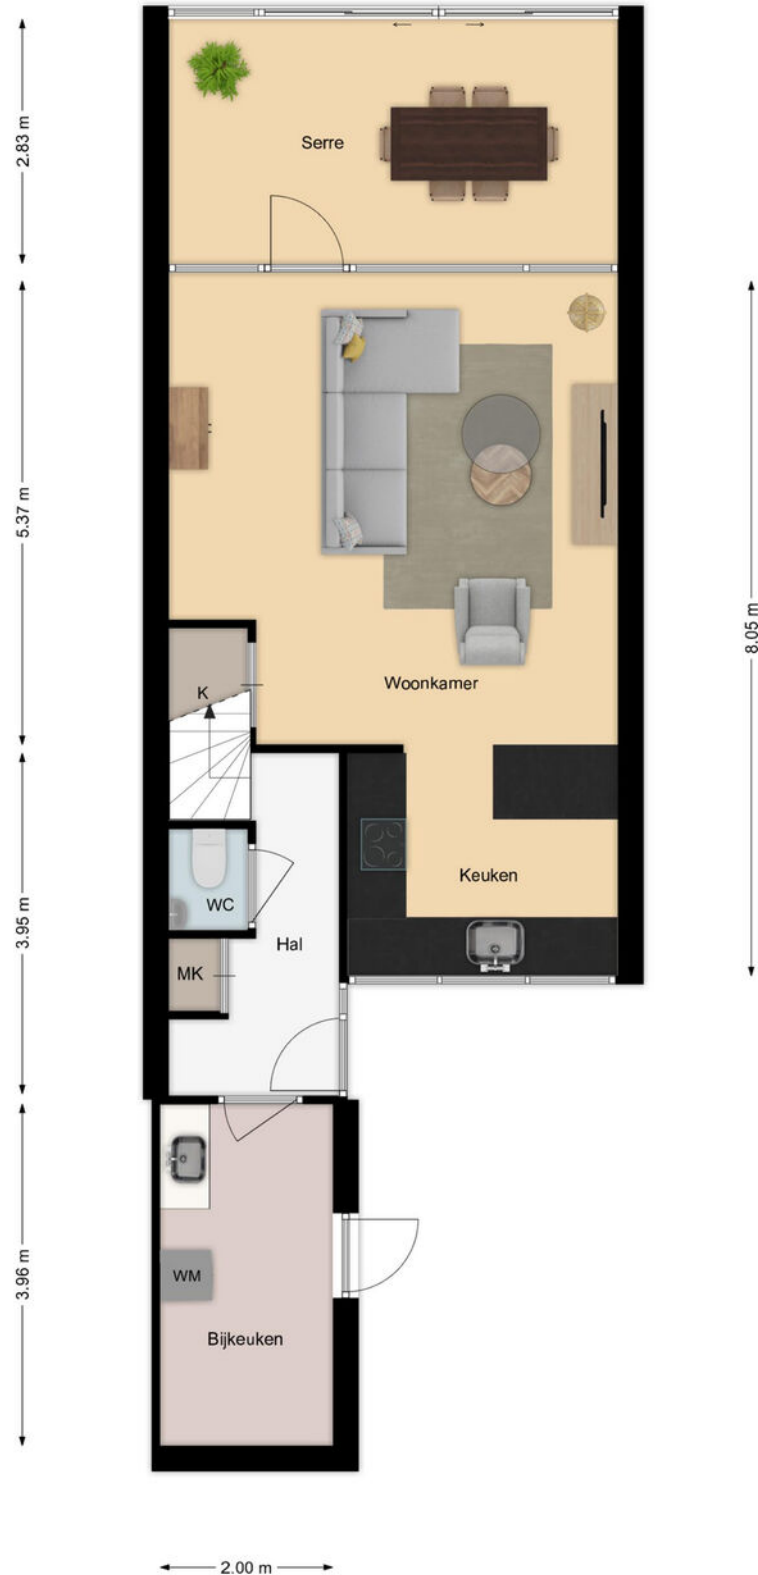 2.83 m
Serre
5.37 m
8.05 m
K
Woonkamer
3.95 m
Keuken
WC
Hal
MK
3.96 m
WM
Bijkeuken
2.00 m